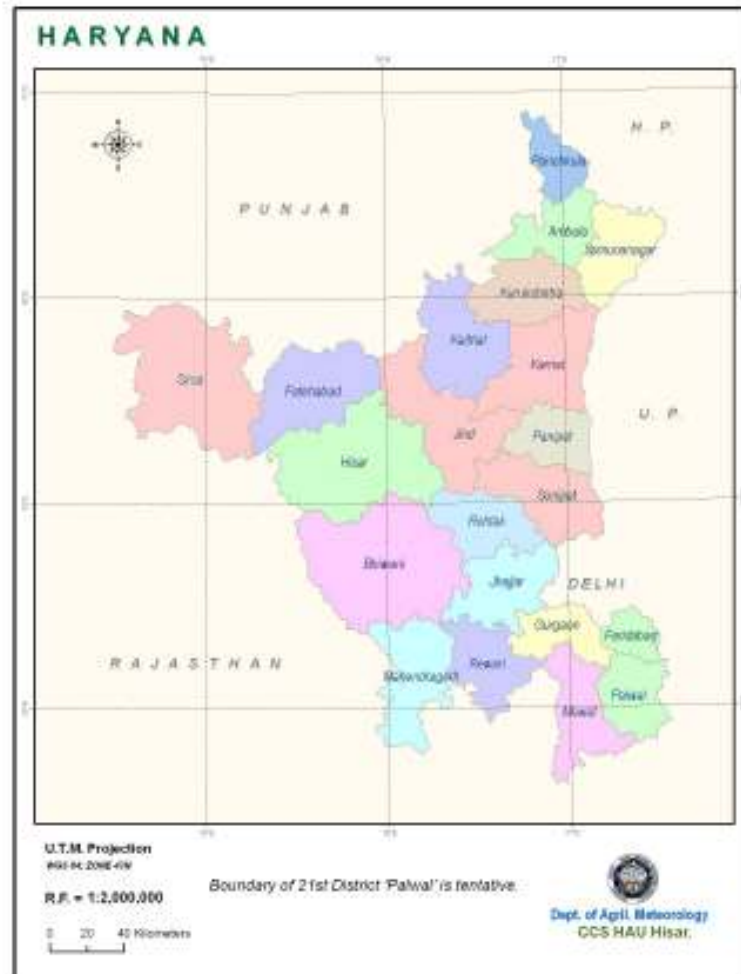 HARYANA
H. P.
PUNJAB
Panchkula
Ambala
Yamunanagar
Kurukshetra
Kaithal
Karnal
Sirsa
Fatehabad
U. P.
Jind
Panipat
Hisar
Sonipat
Rohtak
Bhiwani
Jhajjar
DELHI
Gurgaon
Faridabad
RAJASTHAN
Mahendragarh
Rewari
Palwal
Mewat
U.T.M. Projection
R.F. = 1:2,000,000
Boundary of 21st District 'Palwal' is tentative.
0 20 40 Kilometers
Dept. of Agril. Meteorology
CCS HAU Hisar.